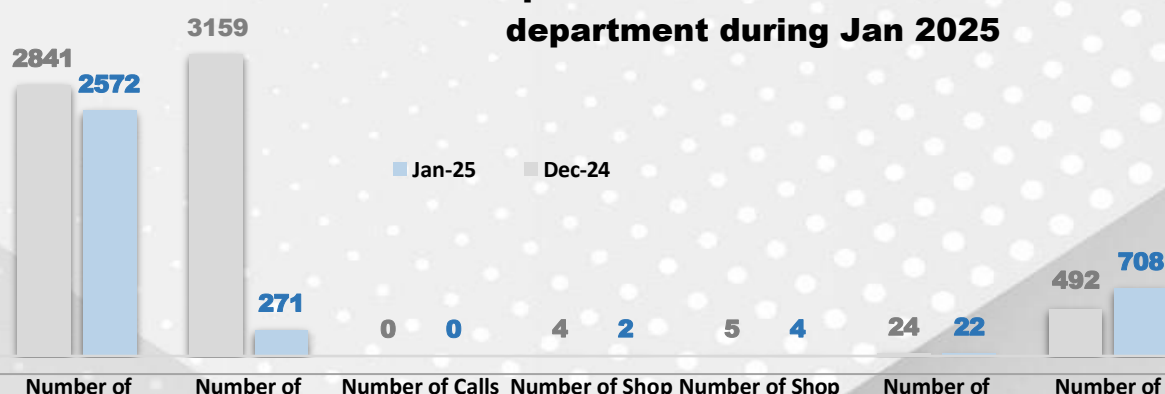 department during Jan 2025
3159
2841
2572
Jan-25 Dec-24
708
492
271
0 0 4 2 5 4 24 22
Number of Number of Number of Calls Number of Shop Number of Shop Number of Number of